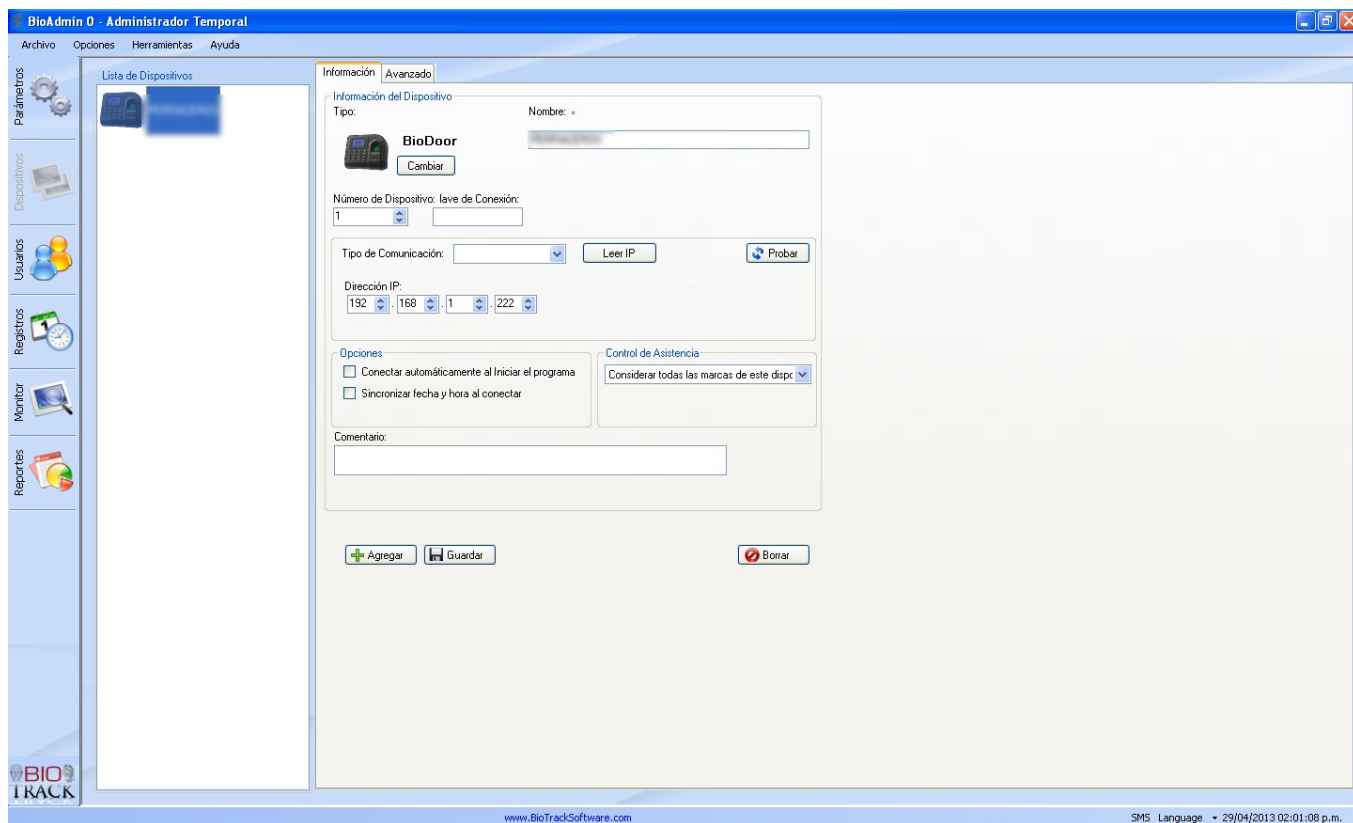 BioAdmin 0 - Administrador Temporal
Archivo Opciones Herramientas Ayuda
Parámetros
Dispositivos
Usuarios
Registros
1
Monitor
Reportes
BIO
TRACK
Lista de Dispositivos
Información Avanzado
Información del Dispositivo
Tipo: Nombre: *
BioDoor
Cambiar
Número de Dispositivo: lave de Conexión:
1
Tipo de Comunicación: Leer IP Probar
Dirección IP:
192 . 168 . 1 . 222
Opciones
Conectar automáticamente al Iniciar el programa
Sincronizar fecha y hora al conectar
Control de Asistencia
Considerar todas las marcas de este dispc
Comentario:
Agregar Guardar Borrar
www.BioTrackSoftware.com SMS Language 29/04/2013 02:01:08 p.m.